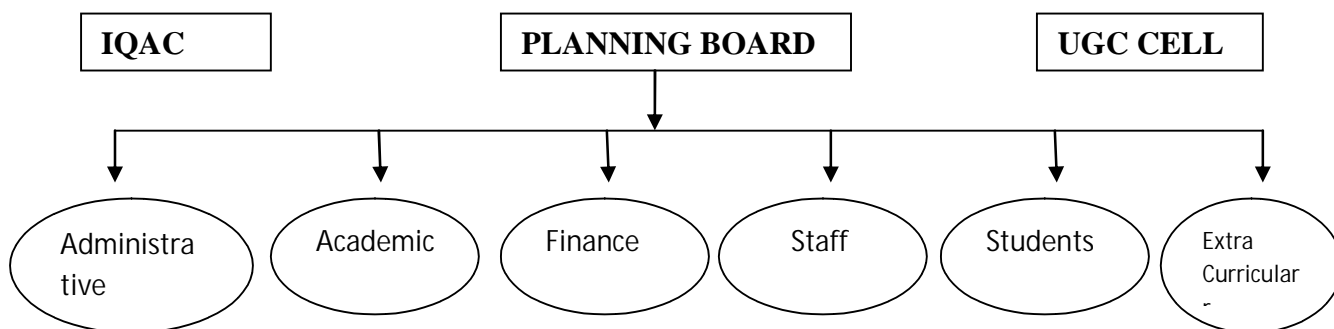 IQAC
PLANNING BOARD
UGC CELL
Administra
tive
Academic
Finance
Staff
Students
Extra
Curricular